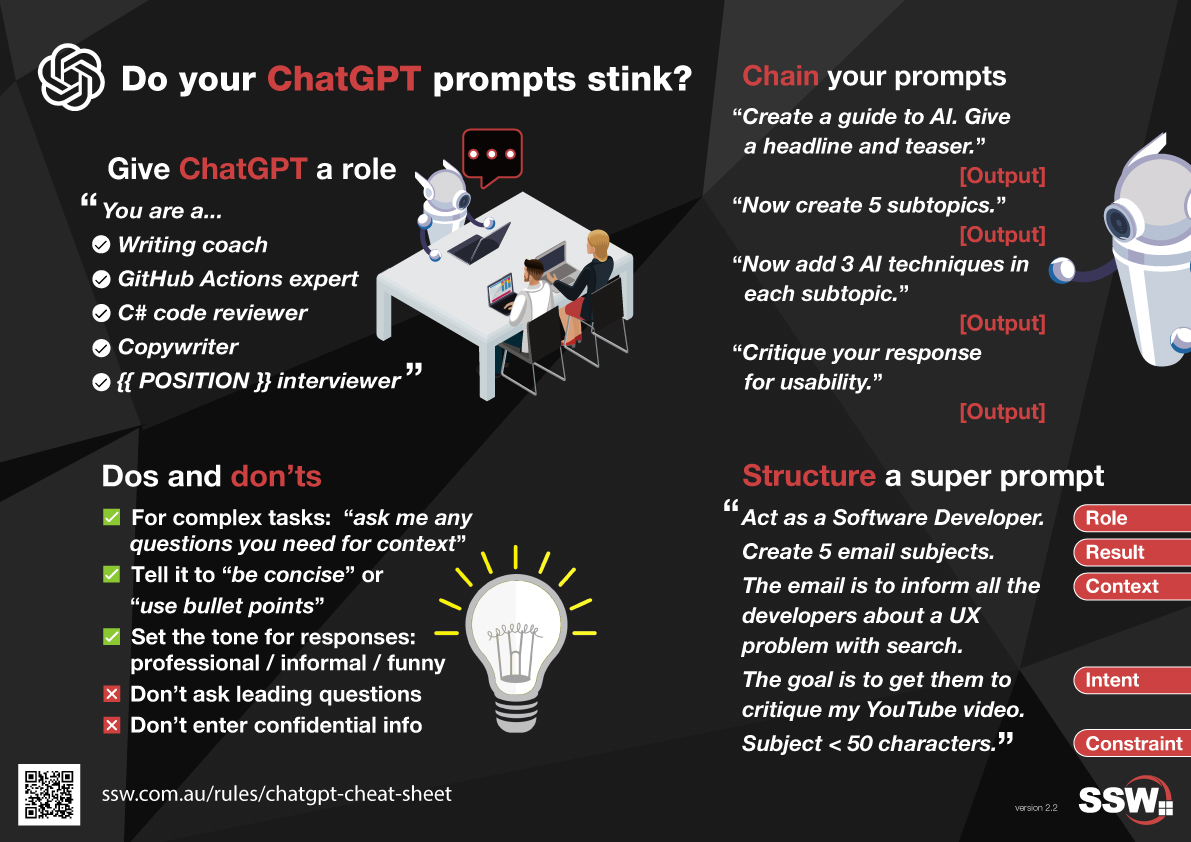 Do your ChatGPT prompts stink?
Give ChatGPT a role
“You are a...
Writing coach
GitHub Actions expert
C# code reviewer
Copywriter
{{ POSITION }} interviewer”
Dos and don’ts
For complex tasks: “ask me any
questions you need for context”
Tell it to “be concise” or
“use bullet points”
Set the tone for responses:
professional / informal / funny
Don’t ask leading questions
Don’t enter confidential info
ssw.com.au/rules/chatgpt-cheat-sheet
Chain your prompts
“Create a guide to AI. Give
a headline and teaser.”
[Output]
“Now create 5 subtopics.”
[Output]
“Now add 3 AI techniques in
each subtopic.”
[Output]
“Critique your response
for usability.”
[Output]
Structure a super prompt
“Act as a Software Developer. Role
Create 5 email subjects. Result
The email is to inform all the Context
developers about a UX
problem with search.
The goal is to get them to Intent
critique my YouTube video.
Subject < 50 characters.” Constraint
version 2.2
SSW